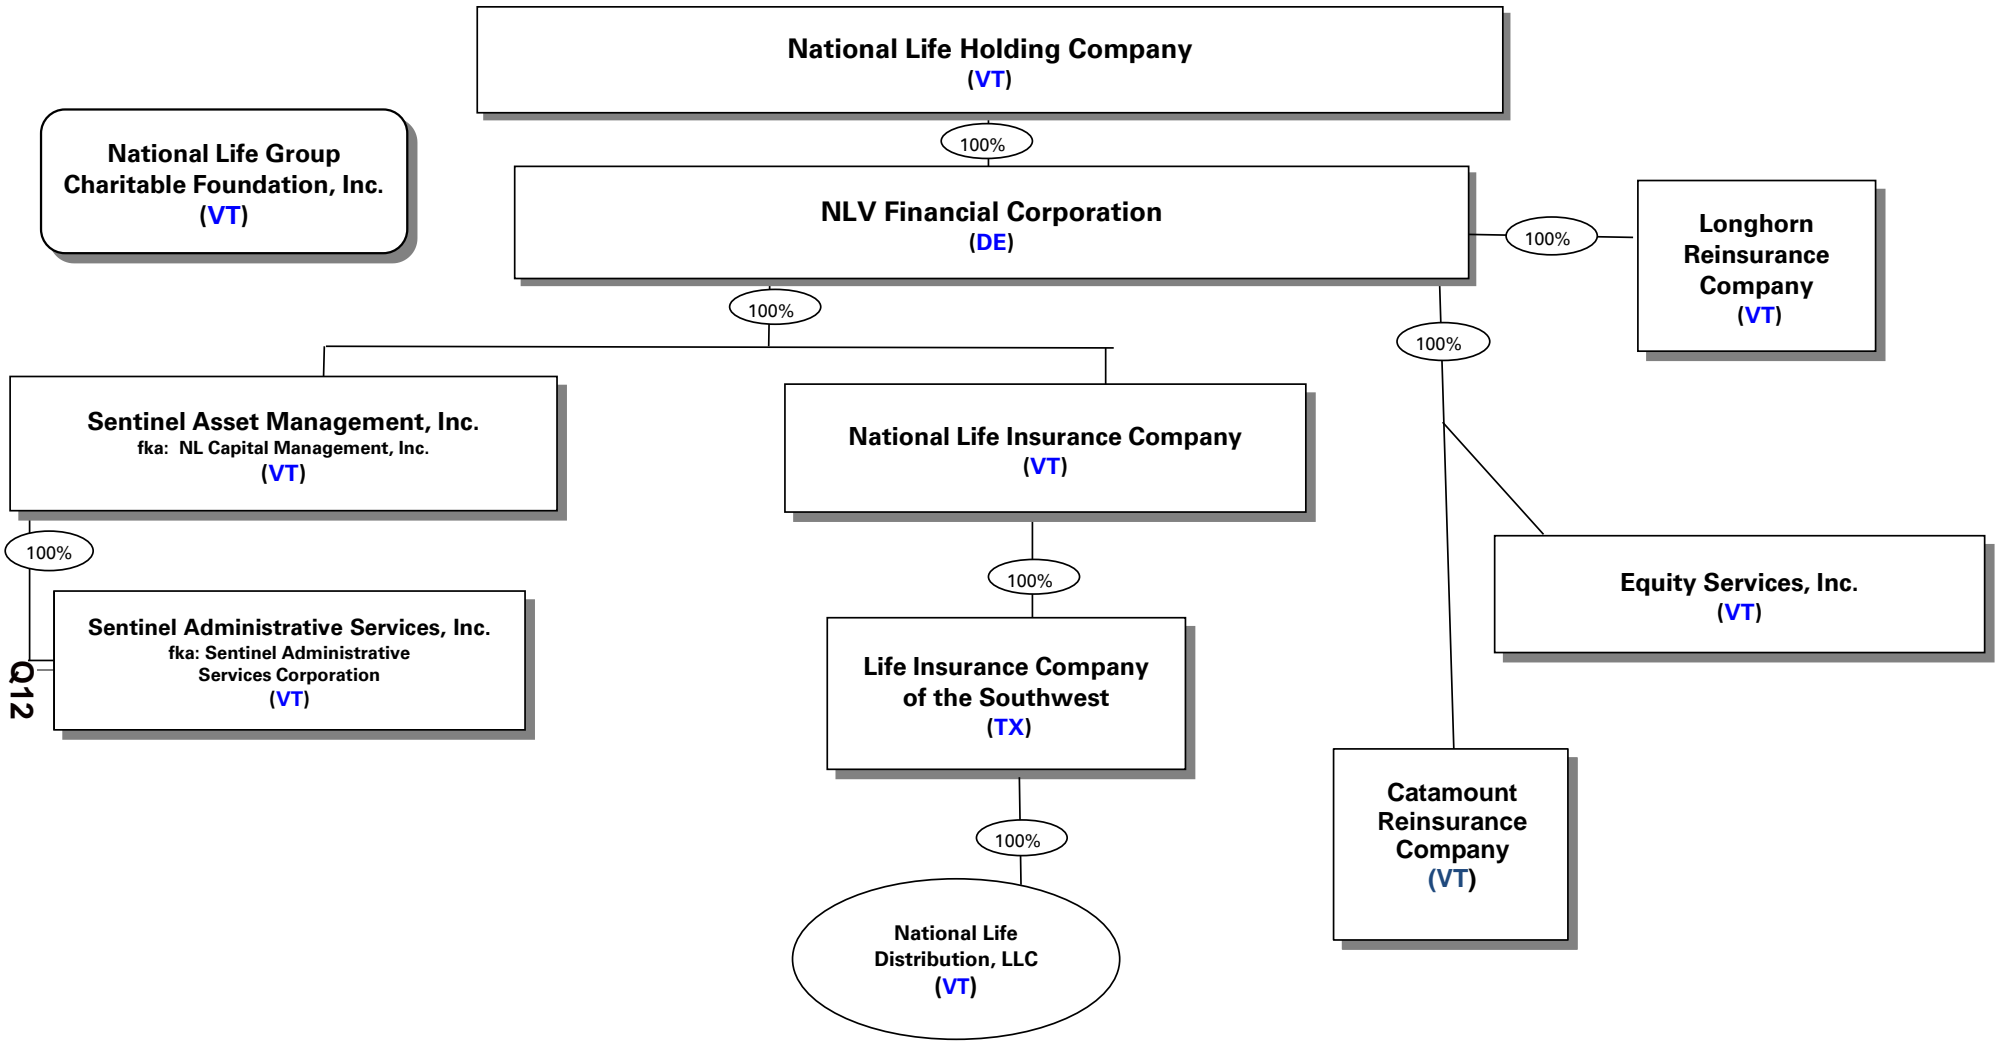 National Life Holding Company
(VT)
National Life Group
Charitable Foundation, Inc.
(VT)
100%
NLV Financial Corporation
(DE)
100%
Longhorn
Reinsurance
Company
(VT)
100%
100%
Sentinel Asset Management, Inc.
fka:  NL Capital Management, Inc.
(VT)
National Life Insurance Company
(VT)
100%
100%
Equity Services, Inc.
(VT)
Sentinel Administrative Services, Inc.
fka: Sentinel Administrative
Services Corporation
(VT)
Q12
Life Insurance Company
of the Southwest
(TX)
Catamount
Reinsurance
Company
(VT)
100%
National Life
Distribution, LLC
(VT)